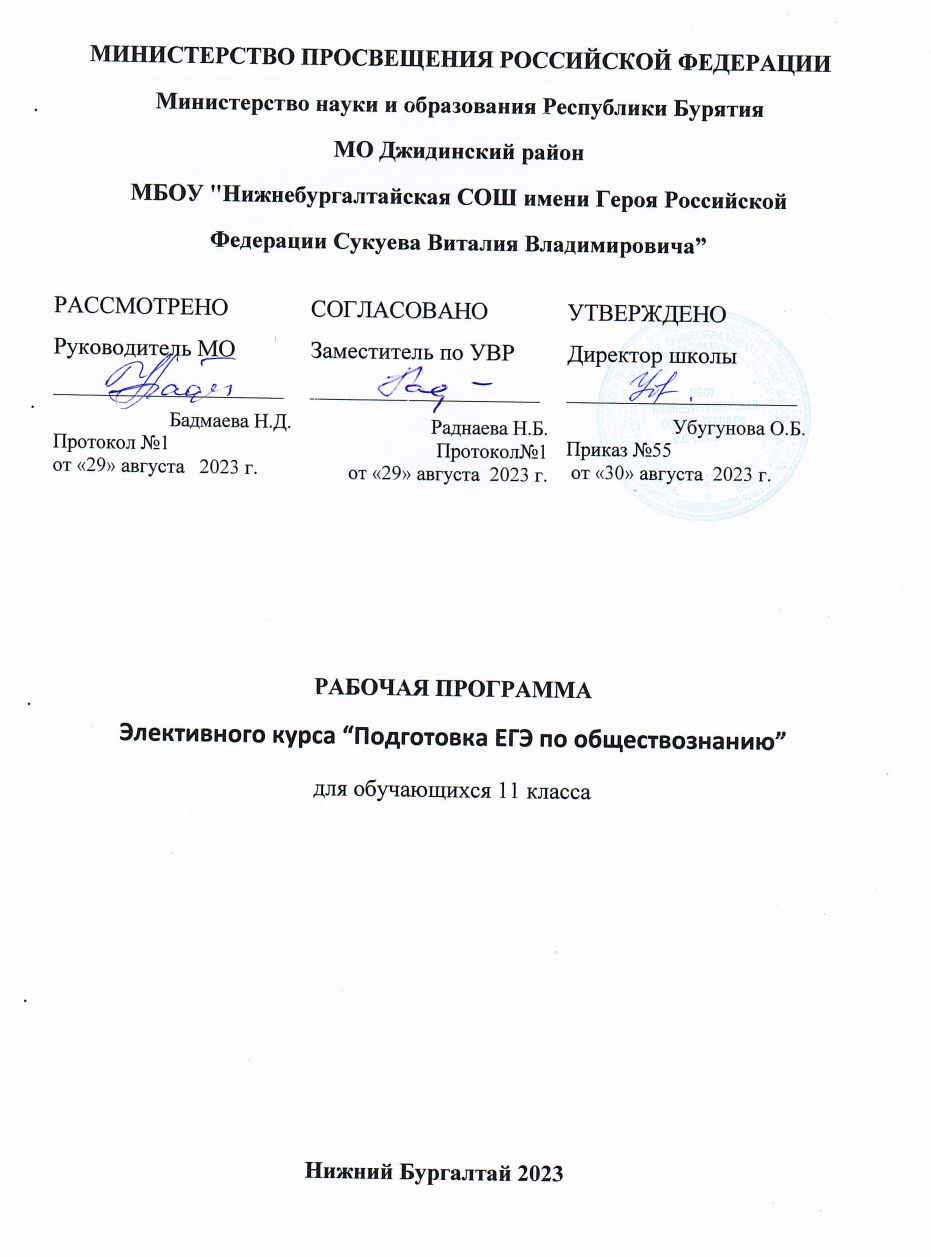 МИНИСТЕРСТВО ПРОСВЕЩЕНИЯ РОССИЙСКОЙ ФЕДЕРАЦИИ
Министерство науки и образования Республики Бурятия
МО Джидинский район
МБОУ "Нижнебургалтайская СОШ имени Героя Российской
Федерации Сукуева Виталия Владимировича”
РАССМОТРЕНО
Руководитель МО
Бадмаева Н.Д.
Протокол №1
от «29» августа 2023 г.
СОГЛАСОВАНО
Заместитель по УВР
Раднаева Н.Б.
Протокол№1
от «29» августа 2023 г.
УТВЕРЖДЕНО
Директор школы
Убугунова О.Б.
Приказ №55
от «30» августа 2023 г.
РАБОЧАЯ ПРОГРАММА
Элективного курса “Подготовка ЕГЭ по обществознанию”
для обучающихся 11 класса
Нижний Бургалтай 2023